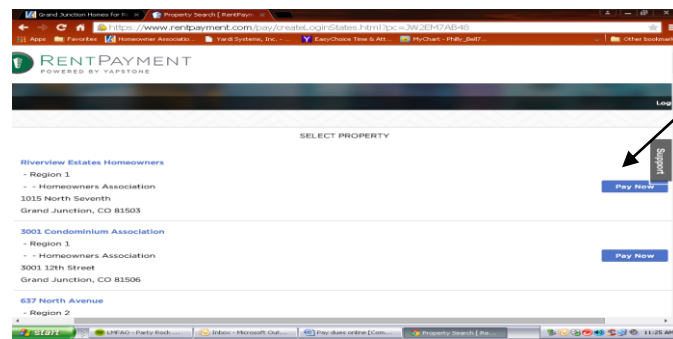 Grand Junction Homes for R
Property Search [ RentPaym
https://www.rentpayment.com/pay/createLoginStates.html?pc=JW2EM7AB48
Apps Favorites Homeowner Associatio... Yardi Systems, Inc. - ... EasyChoice Time & Att... MyChart - Philly_Bell7... Other bookmar
RENTPAYMENT
POWERED BY YAPSTONE
Log
SELECT PROPERTY
Support
Riverview Estates Homeowners
- Region 1
- - Homeowners Association
Pay Now
1015 North Seventh
Grand Junction, CO 81503
3001 Condominium Association
- Region 1
- - Homeowners Association
Pay Now
3001 12th Street
Grand Junction, CO 81506
637 North Avenue
- Region 2
start LMFAO - Party Rock ... Inbox - Microsoft Out... Pay dues online [Com... Property Search [ Re... 11:25 AM